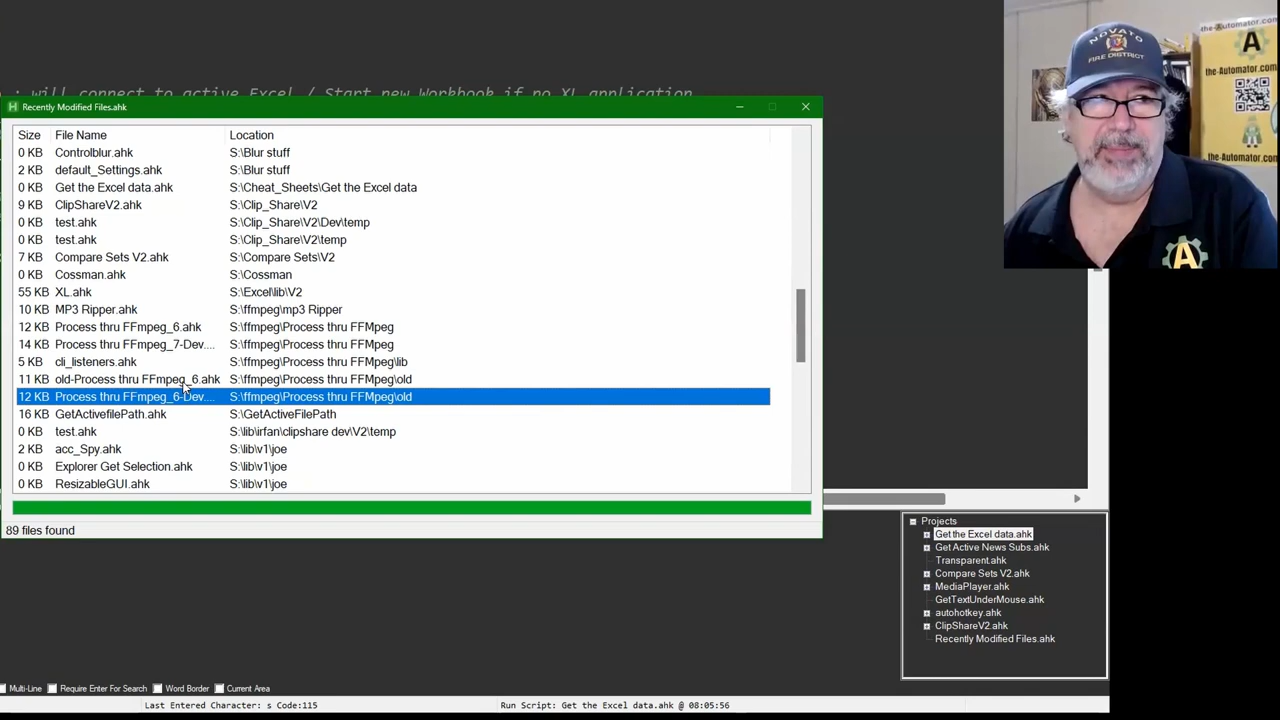 : will connect to active Excel / Start new Workbook if no XL application
Recently Modified Files.ahk
Size File Name Location
0 KB Controlblur.ahk S:\Blur stuff
2 KB default_Settings.ahk S:\Blur stuff
0 KB Get the Excel data.ahk S:\Cheat_Sheets\Get the Excel data
9 KB ClipShareV2.ahk S:\Clip_Share\V2
0 KB test.ahk S:\Clip_Share\V2\Dev\temp
0 KB test.ahk S:\Clip_Share\V2\temp
7 KB Compare Sets V2.ahk S:\Compare Sets\V2
0 KB Cossman.ahk S:\Cossman
55 KB XL.ahk S:\Excel\lib\V2
10 KB MP3 Ripper.ahk S:\ffmpeg\mp3 Ripper
12 KB Process thru FFmpeg_6.ahk S:\ffmpeg\Process thru FFMpeg
14 KB Process thru FFmpeg_7-Dev.... S:\ffmpeg\Process thru FFMpeg
5 KB cli_listeners.ahk S:\ffmpeg\Process thru FFMpeg\lib
11 KB old-Process thru FFmpeg_6.ahk S:\ffmpeg\Process thru FFMpeg\old
12 KB Process thru FFmpeg_6-Dev.... S:\ffmpeg\Process thru FFMpeg\old
16 KB GetActivefilePath.ahk S:\GetActiveFilePath
0 KB test.ahk S:\lib\irfan\clipshare dev\V2\temp
2 KB acc_Spy.ahk S:\lib\v1\joe
0 KB Explorer Get Selection.ahk S:\lib\v1\joe
0 KB ResizableGUI.ahk S:\lib\v1\joe
89 files found
NOVATO
FIRE DISTRICT
the-Automator.com
A
the-Automator.com
A
Projects
Get the Excel data.ahk
Get Active News Subs.ahk
Transparent.ahk
Compare Sets V2.ahk
MediaPlayer.ahk
GetTextUnderMouse.ahk
autohotkey.ahk
ClipShareV2.ahk
Recently Modified Files.ahk
Multi-Line Require Enter For Search Word Border Current Area
Last Entered Character: s Code:115 Run Script: Get the Excel data.ahk @ 08:05:56